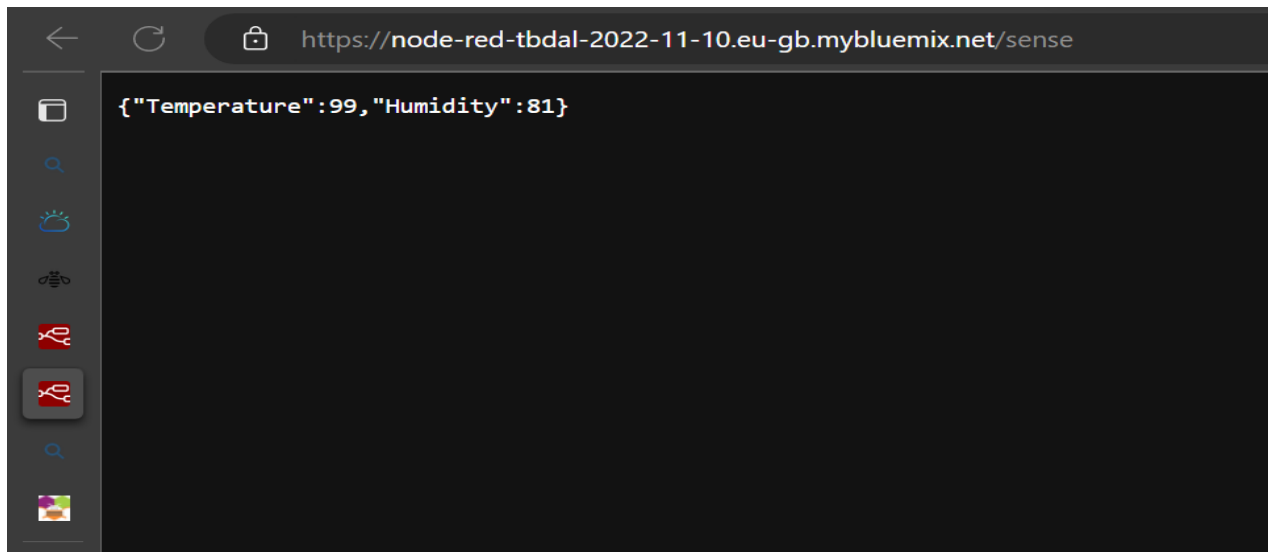 https://node-red-tbdal-2022-11-10.eu-gb.mybluemix.net/sense
{"Temperature":99,"Humidity":81}